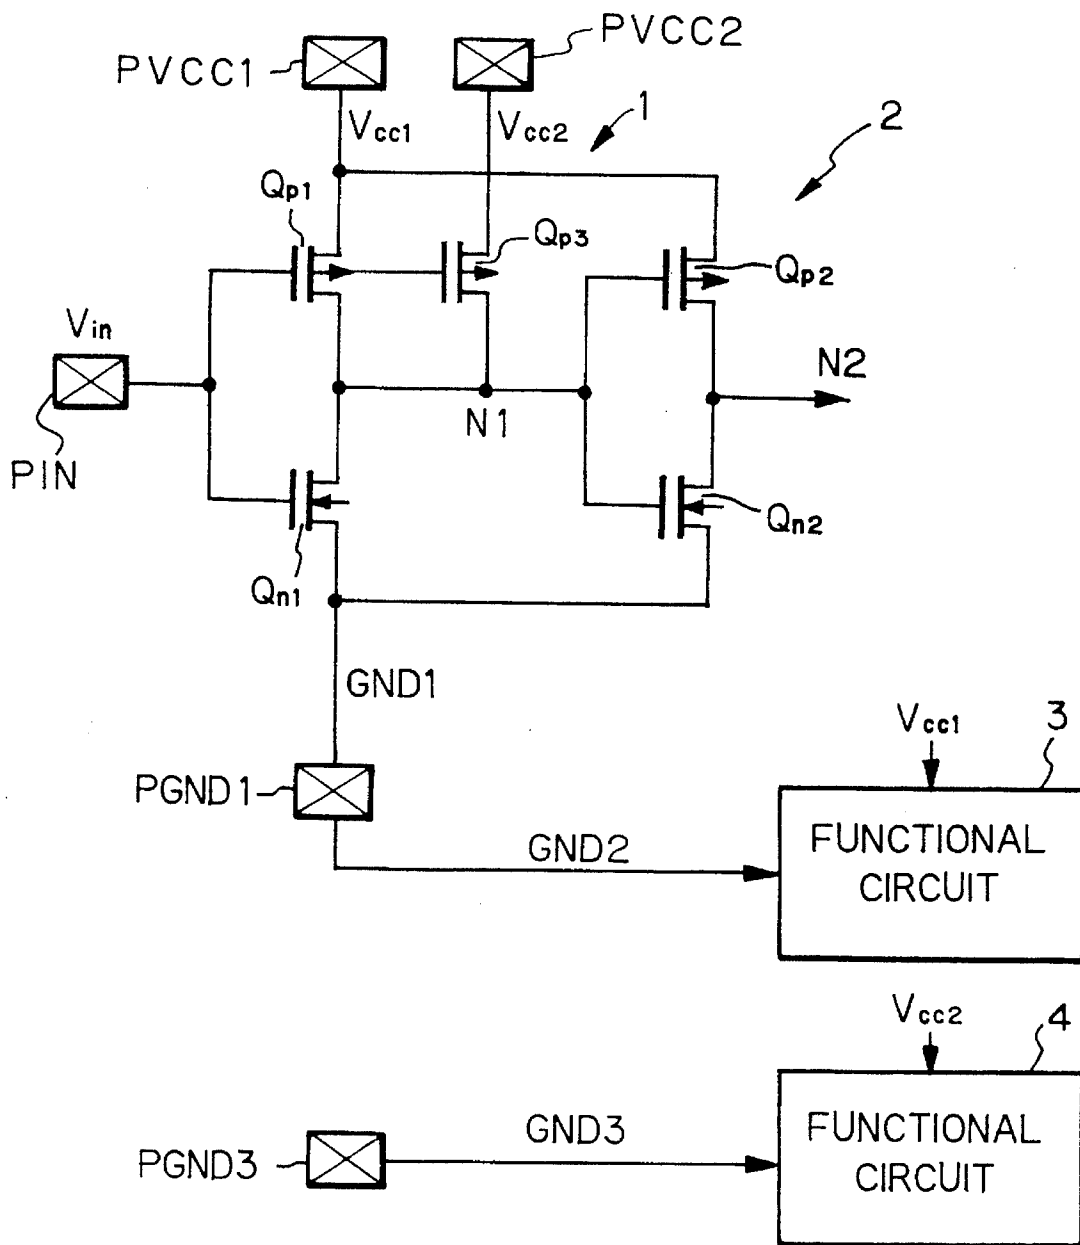 PVCC1
PVCC2
Vcc1
Vcc2
1
2
Qp1
Qp3
Qp2
Vin
N2
N1
PIN
Qn2
Qn1
GND1
Vcc1
3
PGND1
GND2
FUNCTIONAL
CIRCUIT
Vcc2
4
GND3
FUNCTIONAL
CIRCUIT
PGND3